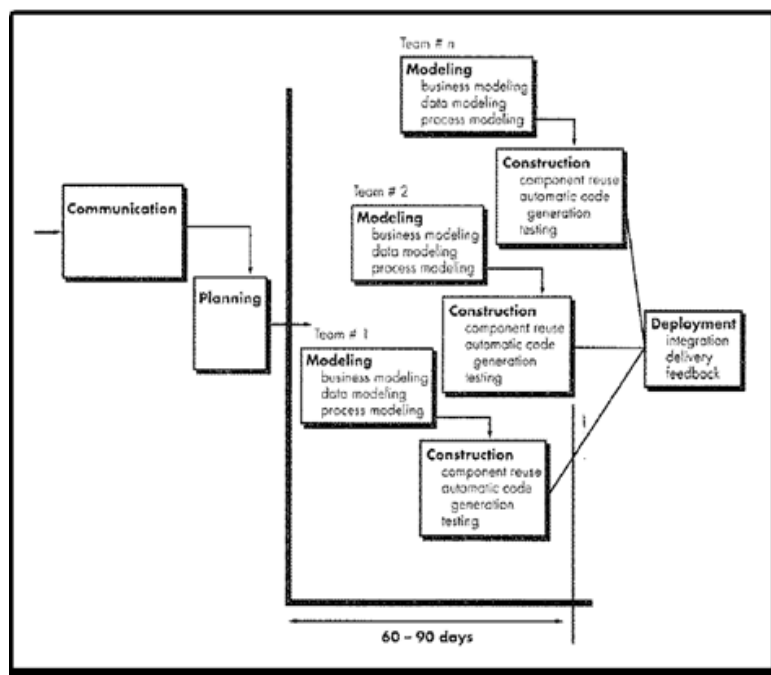 Team # n
Modeling
business modeling
data modeling
process modeling
Construction
component reuse
automatic code
generation
testing
Team # 2
Modeling
business modeling
data modeling
process modeling
Communication
Planning
Construction
component reuse
automatic code
generation
testing
Deployment
integration
delivery
feedback
Team # 1
Modeling
business modeling
data modeling
process modeling
Construction
component reuse
automatic code
generation
testing
60 – 90 days